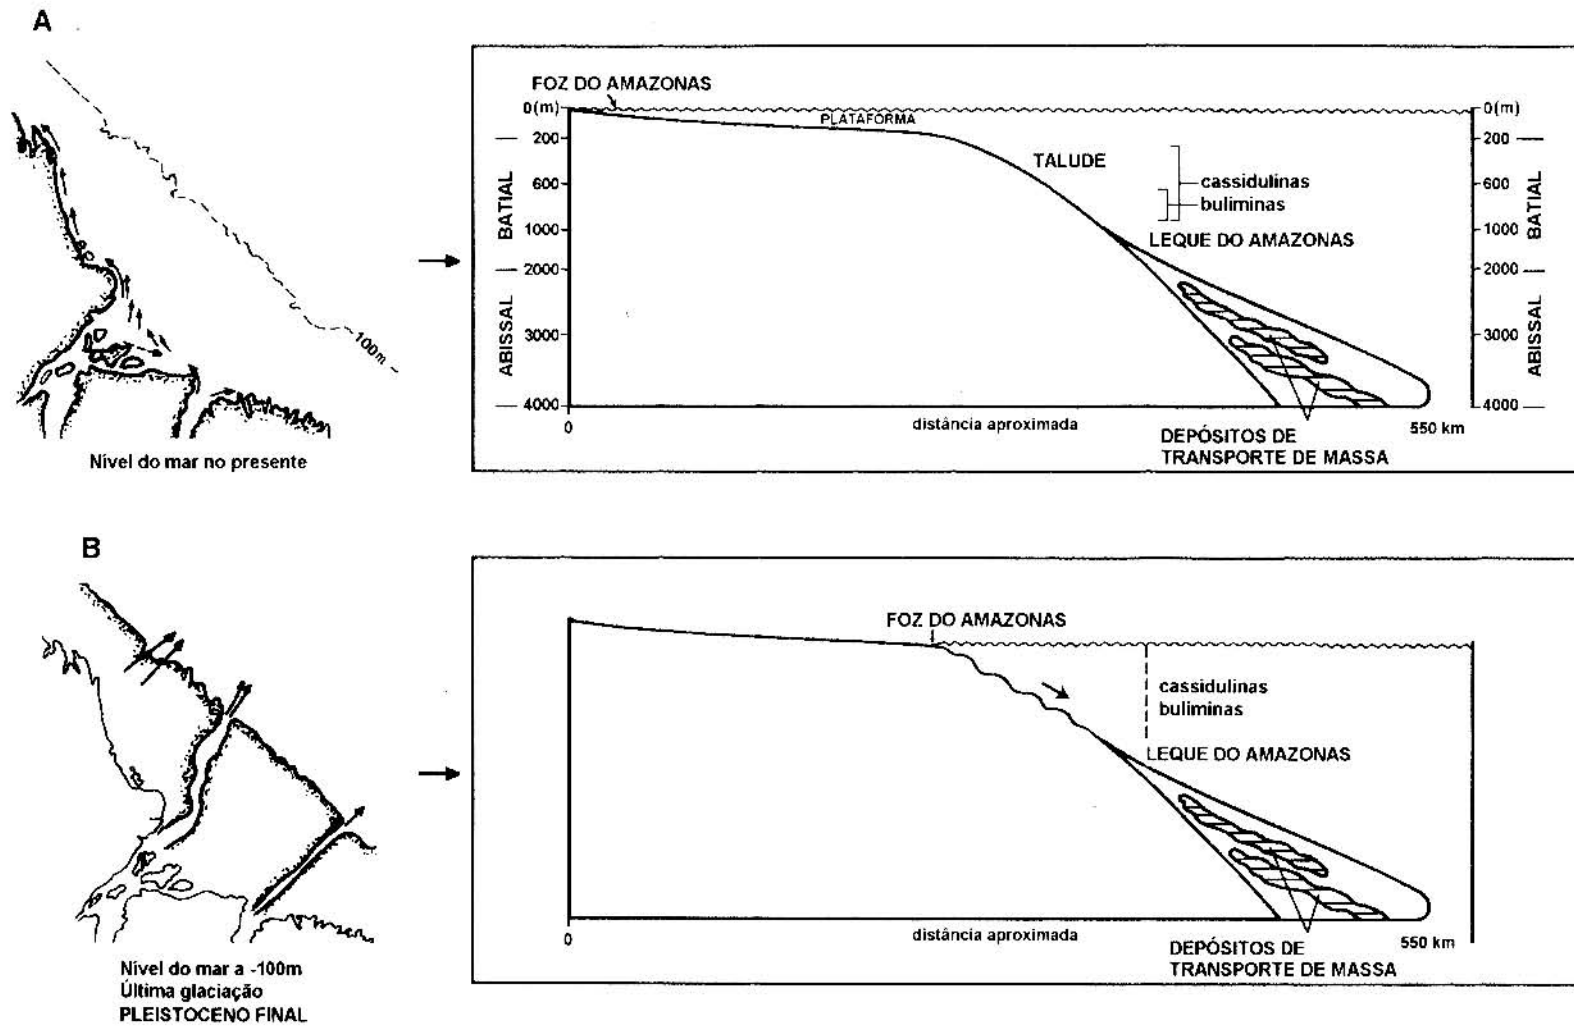 A
FOZ DO AMAZONAS
0(m)
200
600
1000
2000
3000
4000
BATIAL
ABISSAL
PLATAFORMA
TALUDE
cassidulinas
buliminas
LEQUE DO AMAZONAS
0(m)
200
600
1000
2000
3000
4000
BATIAL
ABISSAL
100m
0
distância aproximada
550 km
DEPÓSITOS DE
TRANSPORTE DE MASSA
Nível do mar no presente
B
FOZ DO AMAZONAS
cassidulinas
buliminas
LEQUE DO AMAZONAS
0
distância aproximada
550 km
DEPÓSITOS DE
TRANSPORTE DE MASSA
Nível do mar a -100m
Última glaciação
PLEISTOCENO FINAL